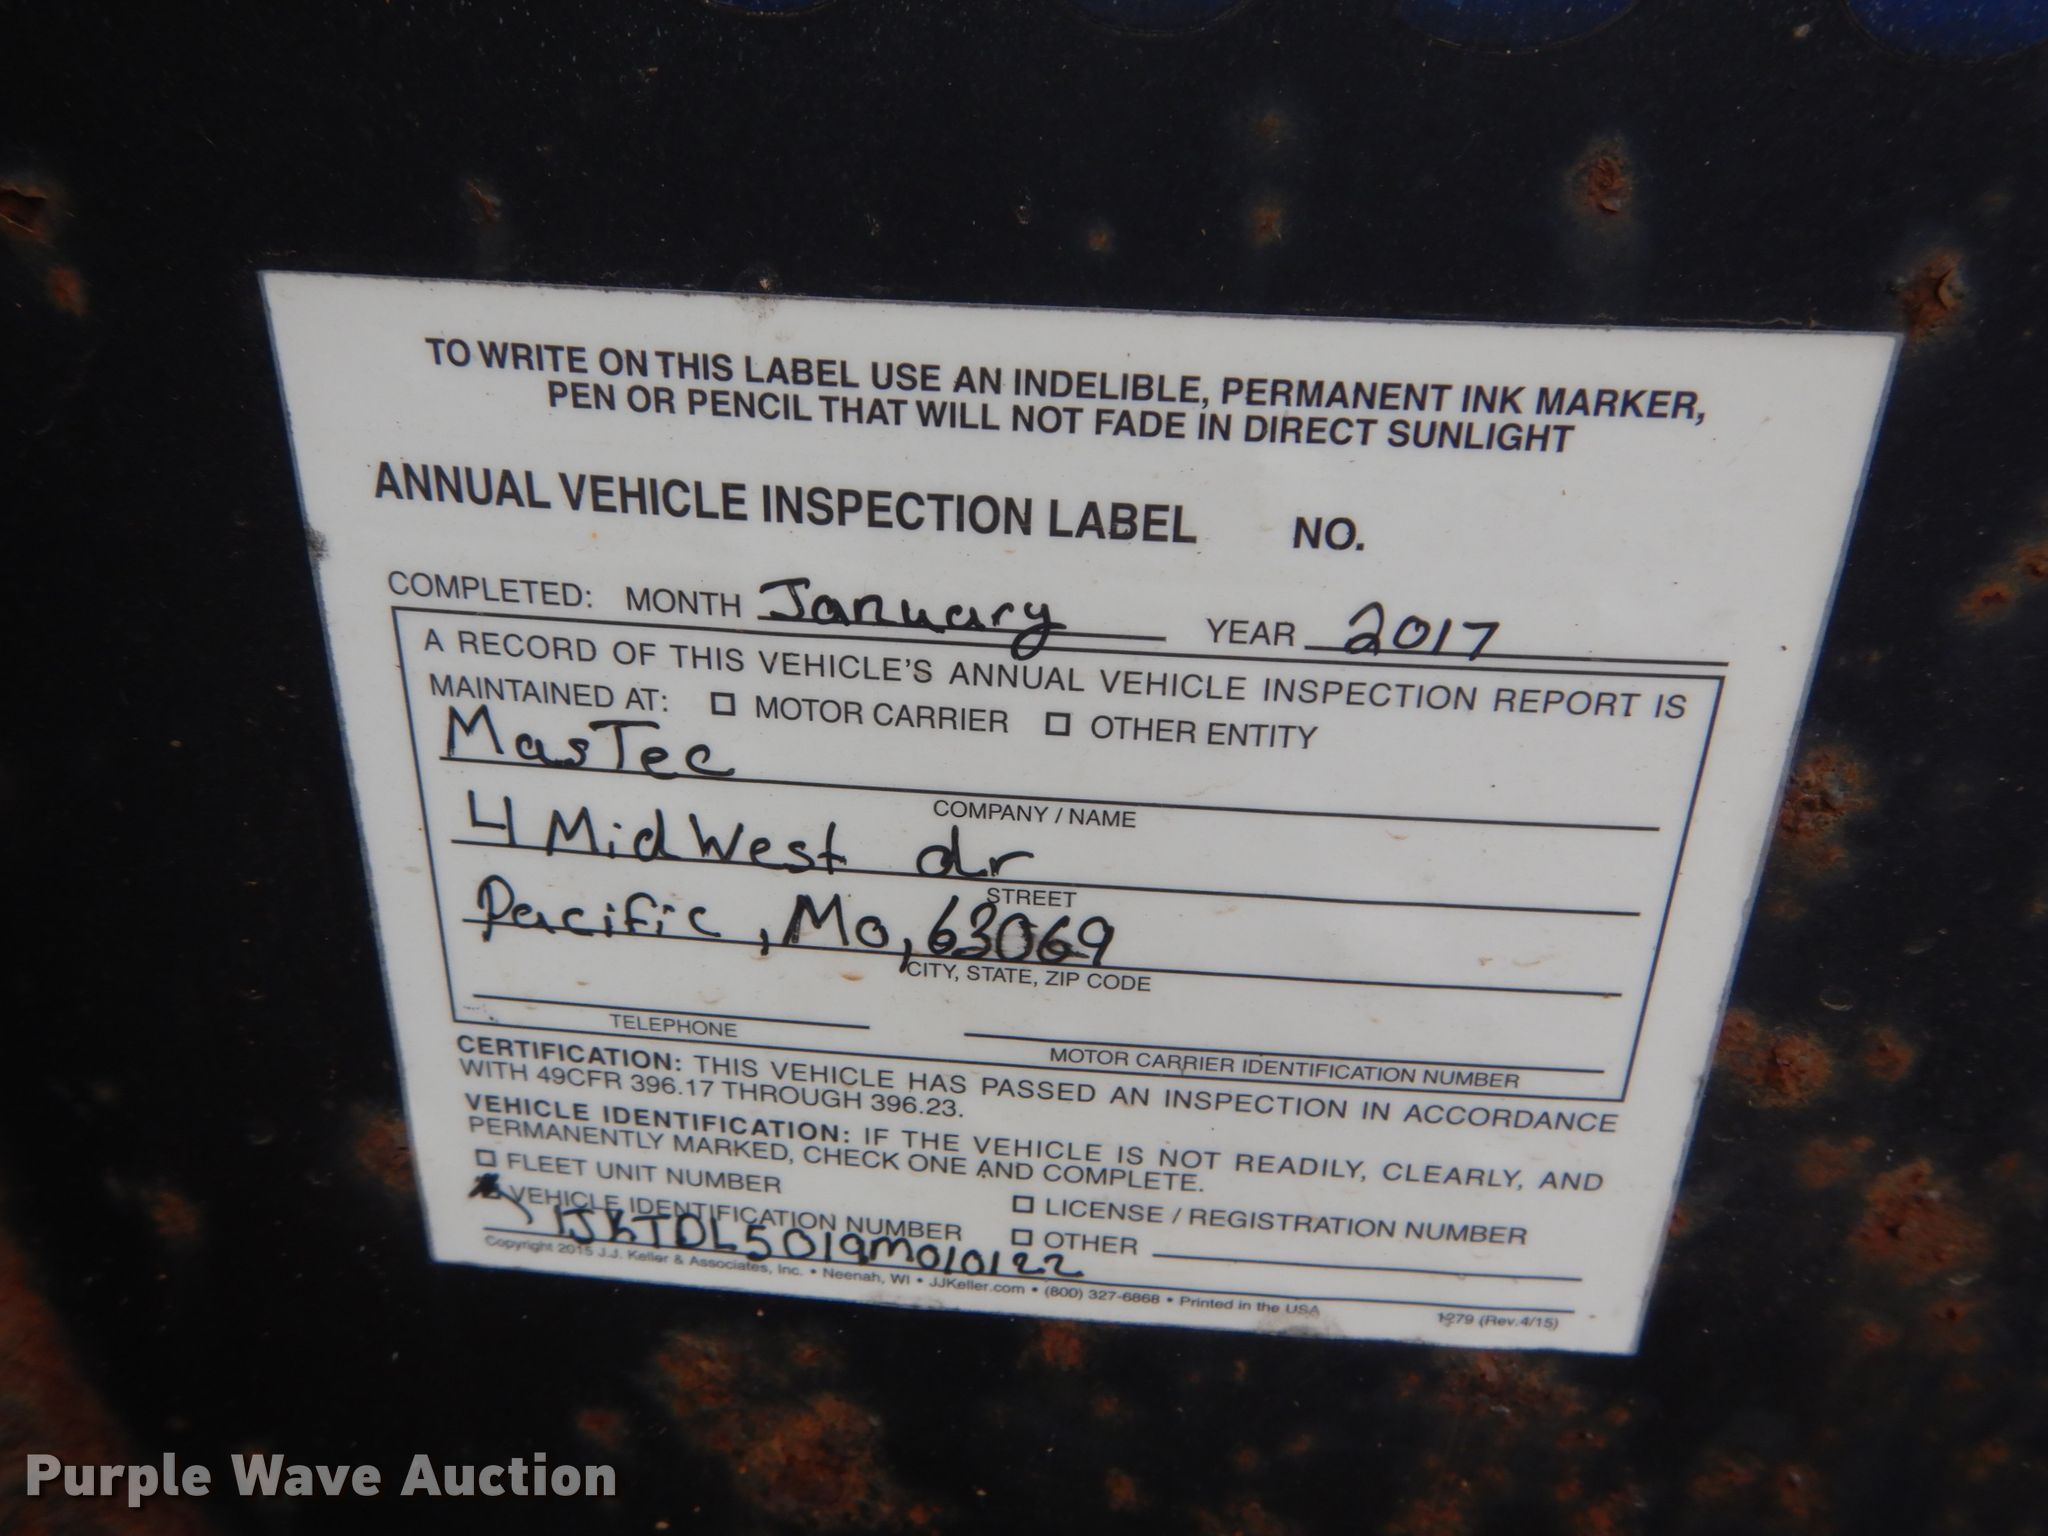 TO WRITE ON THIS LABEL USE AN INDELIBLE, PERMANENT INK MARKER,
PEN OR PENCIL THAT WILL NOT FADE IN DIRECT SUNLIGHT
ANNUAL VEHICLE INSPECTION LABEL NO.
COMPLETED: MONTH January YEAR 2017
A RECORD OF THIS VEHICLE'S ANNUAL VEHICLE INSPECTION REPORT IS
MAINTAINED AT: MOTOR CARRIER OTHER ENTITY
MasTec
COMPANY / NAME
4 MidWest dr
STREET
Pacific, Mo, 63069
CITY, STATE, ZIP CODE
TELEPHONE
MOTOR CARRIER IDENTIFICATION NUMBER
CERTIFICATION: THIS VEHICLE HAS PASSED AN INSPECTION IN ACCORDANCE
WITH 49CFR 396.17 THROUGH 396.23.
VEHICLE IDENTIFICATION: IF THE VEHICLE IS NOT READILY, CLEARLY, AND
PERMANENTLY MARKED, CHECK ONE AND COMPLETE.
FLEET UNIT NUMBER
LICENSE / REGISTRATION NUMBER
VEHICLE IDENTIFICATION NUMBER
OTHER
1JKTDL5019M010122
Copyright 2015 J.J. Keller & Associates, Inc. • Neenah, WI • JJKeller.com • (800) 327-6868 • Printed in the USA
1279 (Rev.4/15)
Purple Wave Auction